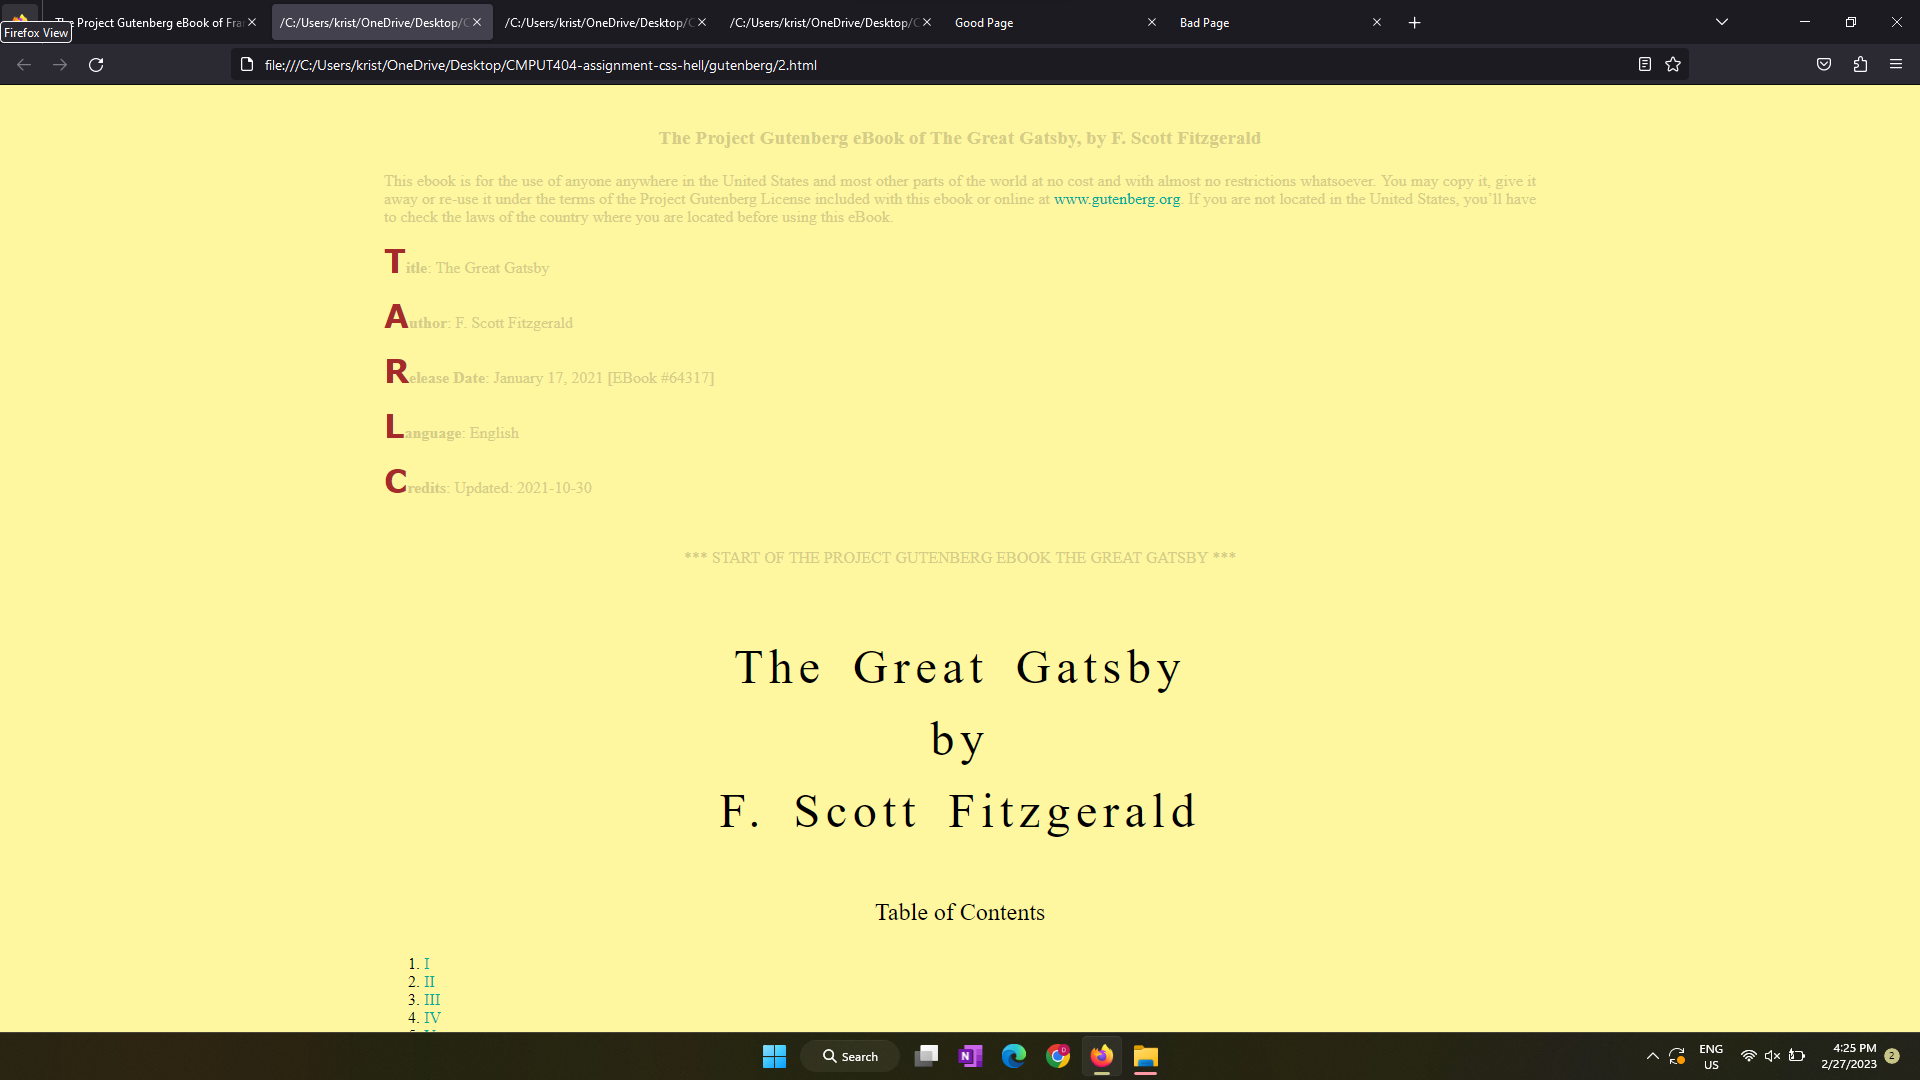 The Project Gutenberg eBook of Fra
/C:/Users/krist/OneDrive/Desktop/C
/C:/Users/krist/OneDrive/Desktop/C
/C:/Users/krist/OneDrive/Desktop/C
Good Page
Bad Page
Firefox View
file:///C:/Users/krist/OneDrive/Desktop/CMPUT404-assignment-css-hell/gutenberg/2.html
The Project Gutenberg eBook of The Great Gatsby, by F. Scott Fitzgerald
This ebook is for the use of anyone anywhere in the United States and most other parts of the world at no cost and with almost no restrictions whatsoever. You may copy it, give it
away or re-use it under the terms of the Project Gutenberg License included with this ebook or online at www.gutenberg.org. If you are not located in the United States, you’ll have
to check the laws of the country where you are located before using this eBook.
Title: The Great Gatsby
Author: F. Scott Fitzgerald
Release Date: January 17, 2021 [EBook #64317]
Language: English
Credits: Updated: 2021-10-30
*** START OF THE PROJECT GUTENBERG EBOOK THE GREAT GATSBY ***
The Great Gatsby
by
F. Scott Fitzgerald
Table of Contents
1. I
2. II
3. III
4. IV
Search
ENG
US
4:25 PM
2/27/2023
2